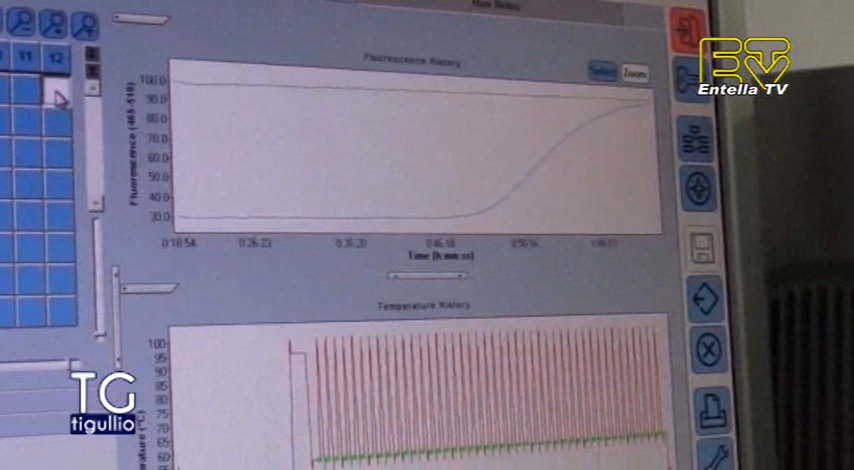 Fluorescence History
Select Zoom
11 12
Fluorescence (465-510)
100.0
90.0
80.0
70.0
60.0
50.0
40.0
30.0
0:18:54 0:26:23 0:36:20 0:46:18 0:56:16
Time (h:mm:ss)
Temperature History
100
95
90
85
80
75
70
65
60
ETV
Entella TV
TG
tigullio